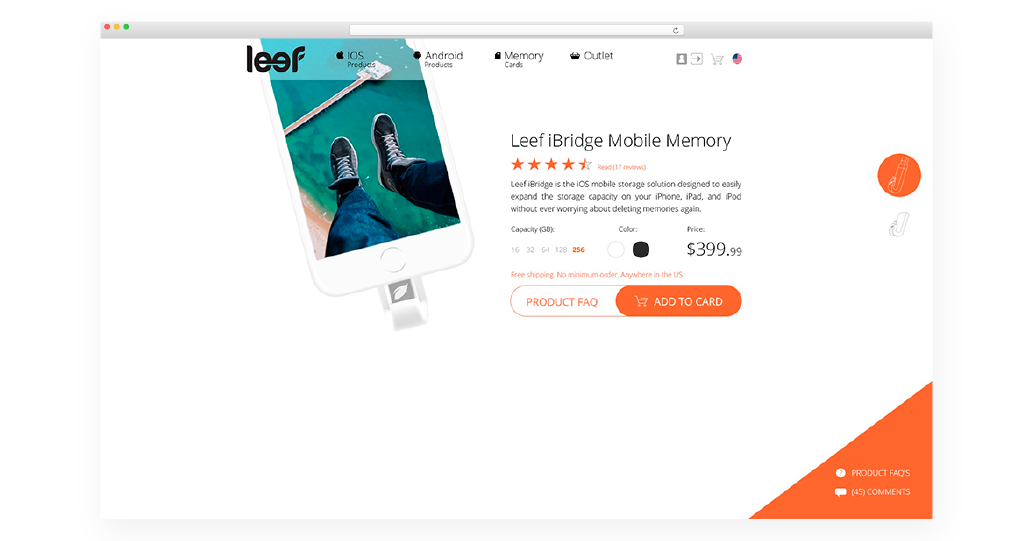 leef
iOS
Products
Android
Products
Memory
Cards
Outlet
Leef iBridge Mobile Memory
Read (17 reviews)
Leef iBridge is the iOS mobile storage solution designed to easily
expand the storage capacity on your iPhone, iPad, and iPod
without ever worrying about deleting memories again.
Capacity (GB): Color: Price:
16 32 64 128 256 $399.99
Free shipping. No minimum order. Anywhere in the US.
PRODUCT FAQ ADD TO CARD
? PRODUCT FAQ'S
(45) COMMENTS